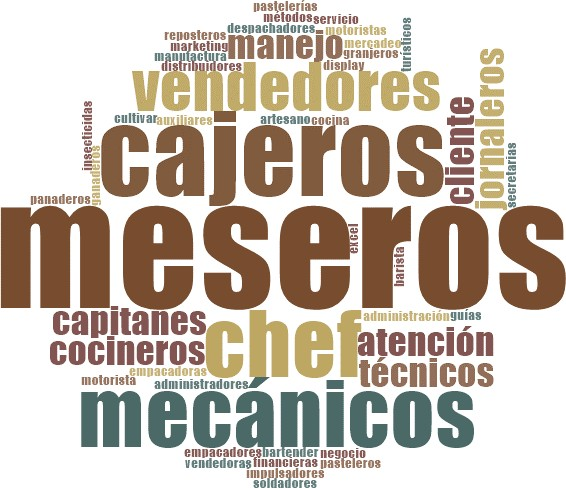 pastelerías
métodos servicio
despachadores motoristas
reposteros manejo mercadeo
marketing granjeros
manufactura display
distribuidores
turísticos
vendedores
jornaleros
cultivar auxiliares artesano cocina
insecticidas
ganaderos
cajeros
cliente
secretarias
panaderos
meseros
excel
barista
capitanes chef administración guías
cocineros atención
empacadoras técnicos
motorista administradores
mecánicos
empacadores bartender negocio
vendedoras financieras pasteleros
impulsadores
soldadores